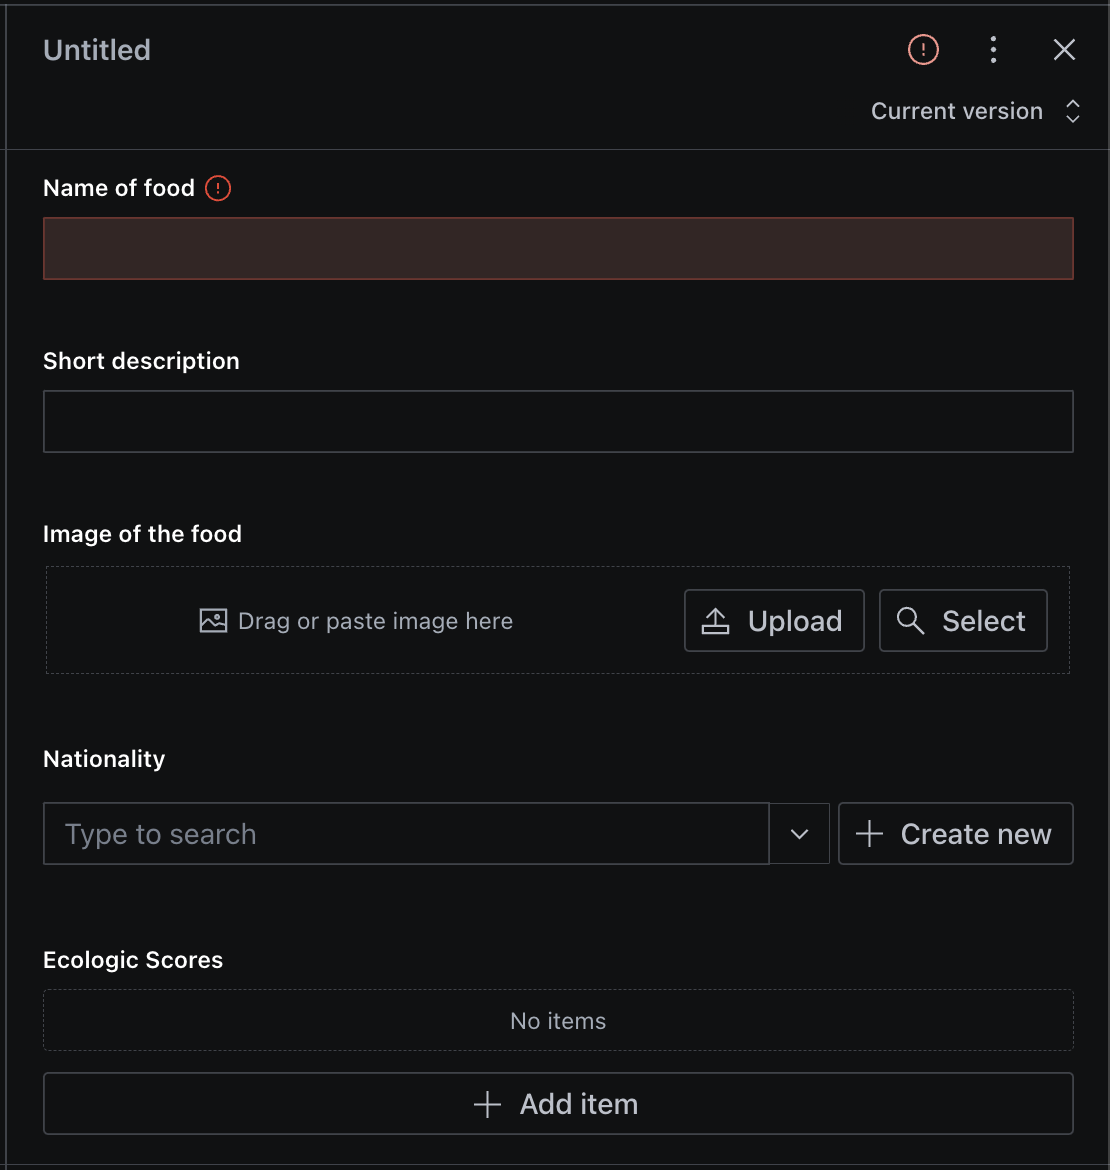 Untitled
Current version
Name of food
Short description
Image of the food
Drag or paste image here
Upload
Select
Nationality
Type to search
Create new
Ecologic Scores
No items
Add item